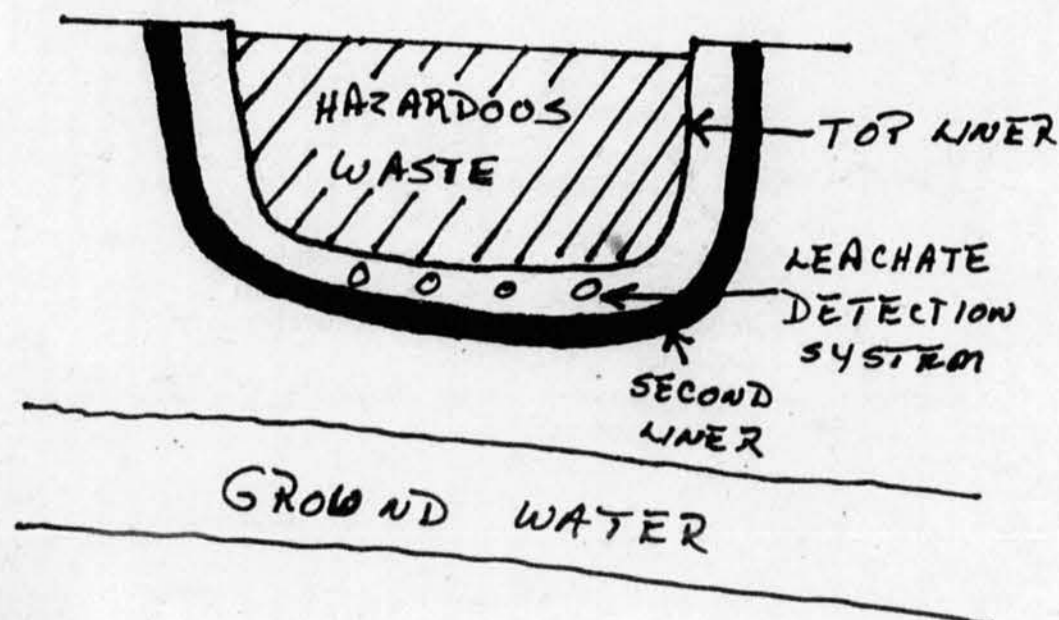 HAZARDOOS
WASTE
TOP LINER
LEACHATE
DETECTION
SYSTEM
SECOND
LINER
GROUND WATER